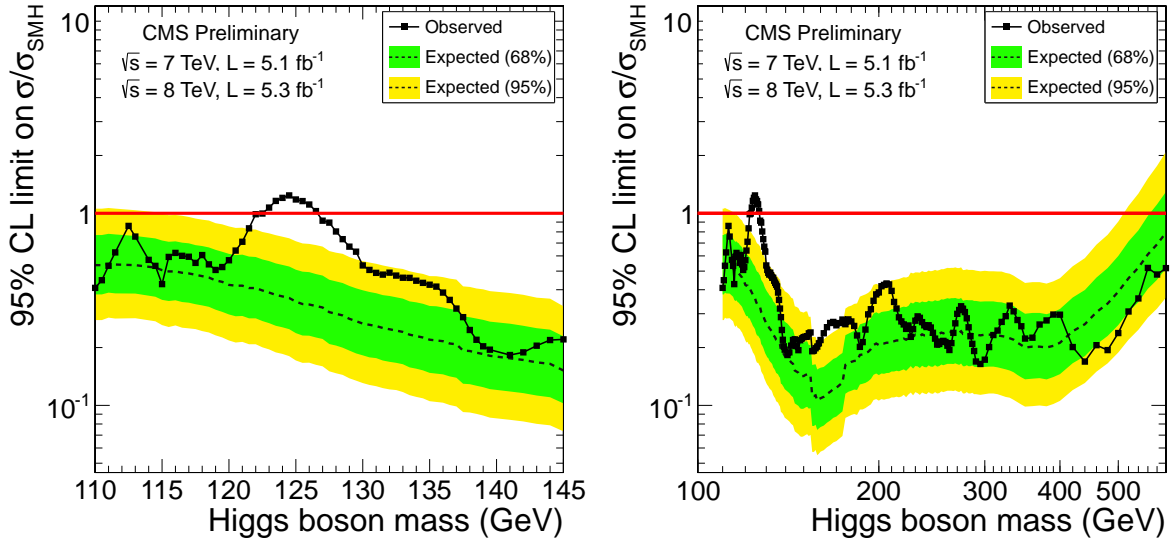 95% CL limit on σ/σSMH
10
1
10-1
CMS Preliminary
√s = 7 TeV, L = 5.1 fb-1
√s = 8 TeV, L = 5.3 fb-1
Observed
Expected (68%)
Expected (95%)
110 115 120 125 130 135 140 145
Higgs boson mass (GeV)
95% CL limit on σ/σSMH
10
1
10-1
CMS Preliminary
√s = 7 TeV, L = 5.1 fb-1
√s = 8 TeV, L = 5.3 fb-1
Observed
Expected (68%)
Expected (95%)
100 200 300 400 500
Higgs boson mass (GeV)